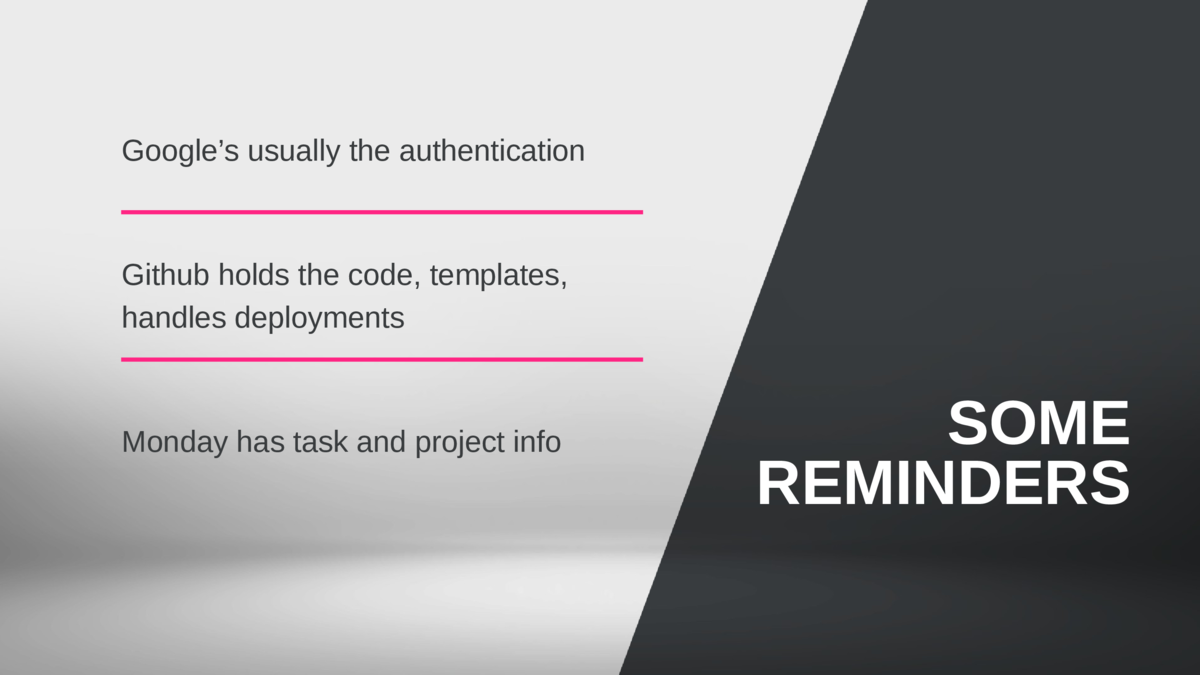 Google’s usually the authentication
Github holds the code, templates,
handles deployments
Monday has task and project info
SOME
REMINDERS